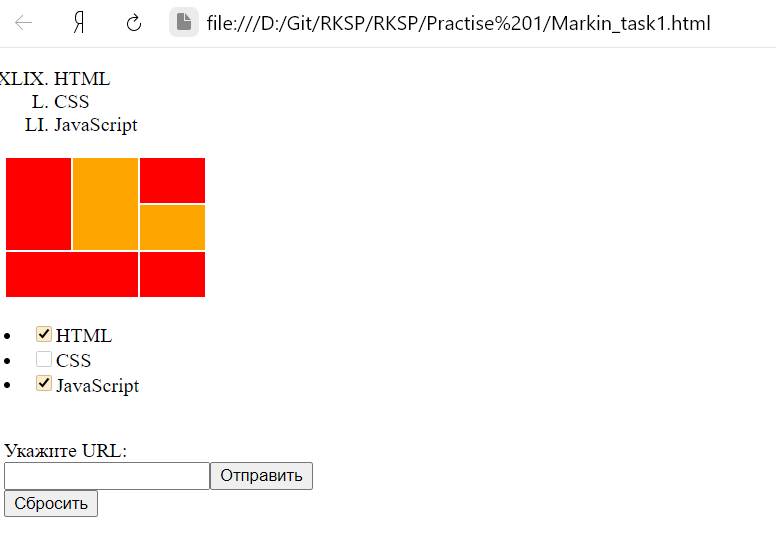 Я file:///D:/Git/RKSP/RKSP/Practise%201/Markin_task1.html
XLIX. HTML
L. CSS
LI. JavaScript
HTML
CSS
JavaScript
Укажите URL:
Отправить
Сбросить